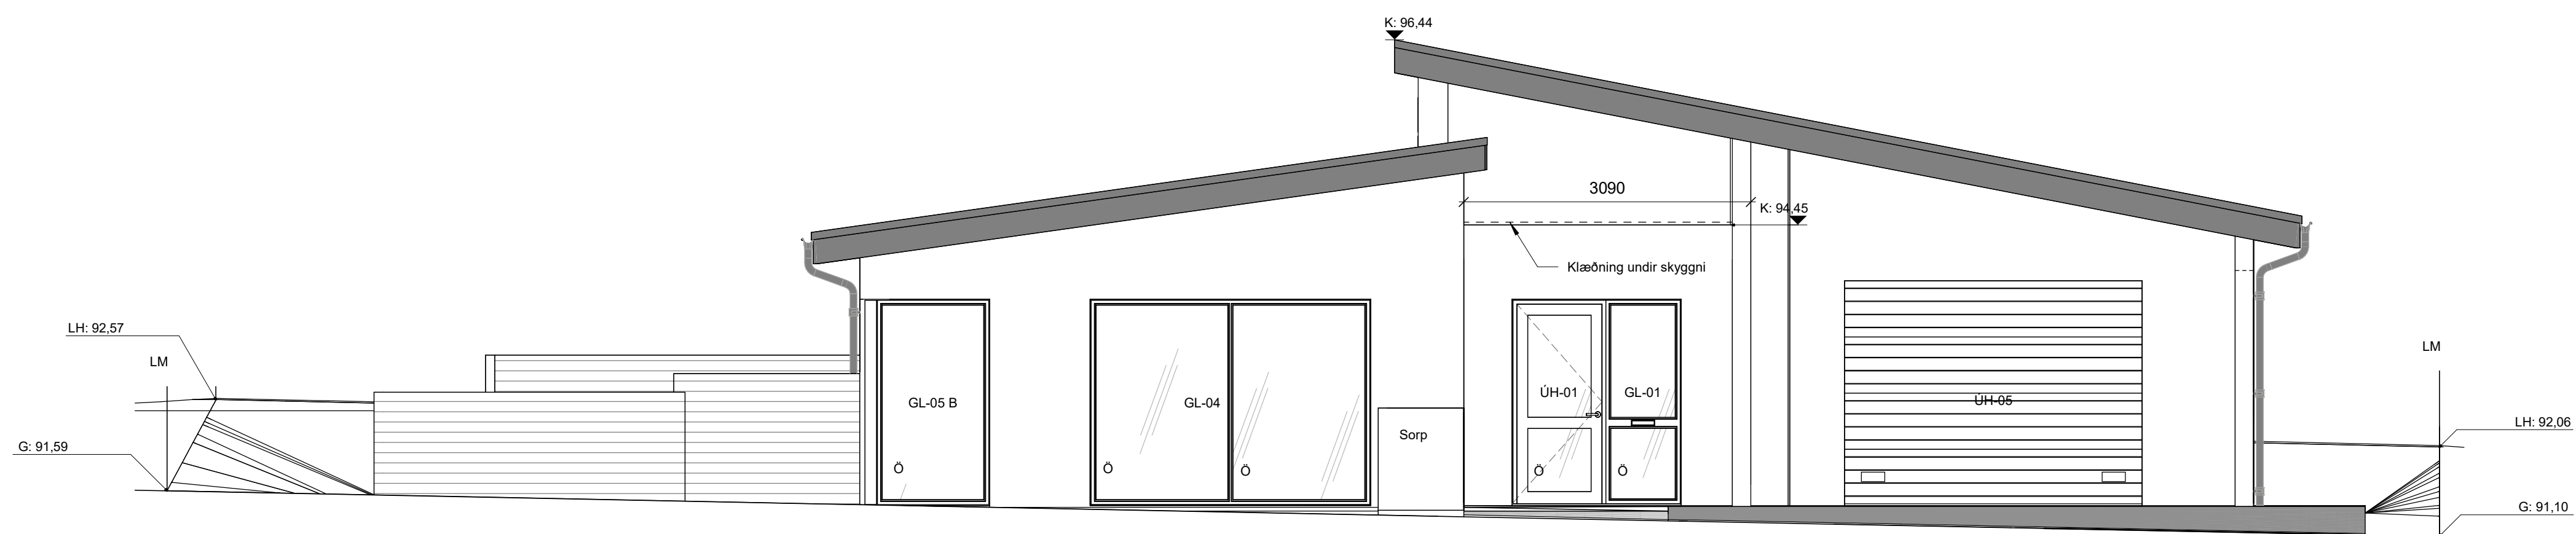 K: 96,44
3090
K: 94,45
Klæðning undir skyggni
LH: 92,57
LM
LM
GL-05 B
GL-04
ÚH-01
GL-01
ÚH-05
Sorp
LH: 92,06
G: 91,59
Ö
Ö
Ö
Ö
Ö
G: 91,10